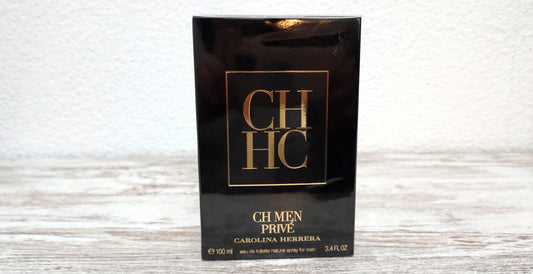 CH
HC
CH MEN
PRIVÉ
CAROLINA HERRERA
℮ 100 ml eau de toilette natural spray for men 3.4 FL.OZ